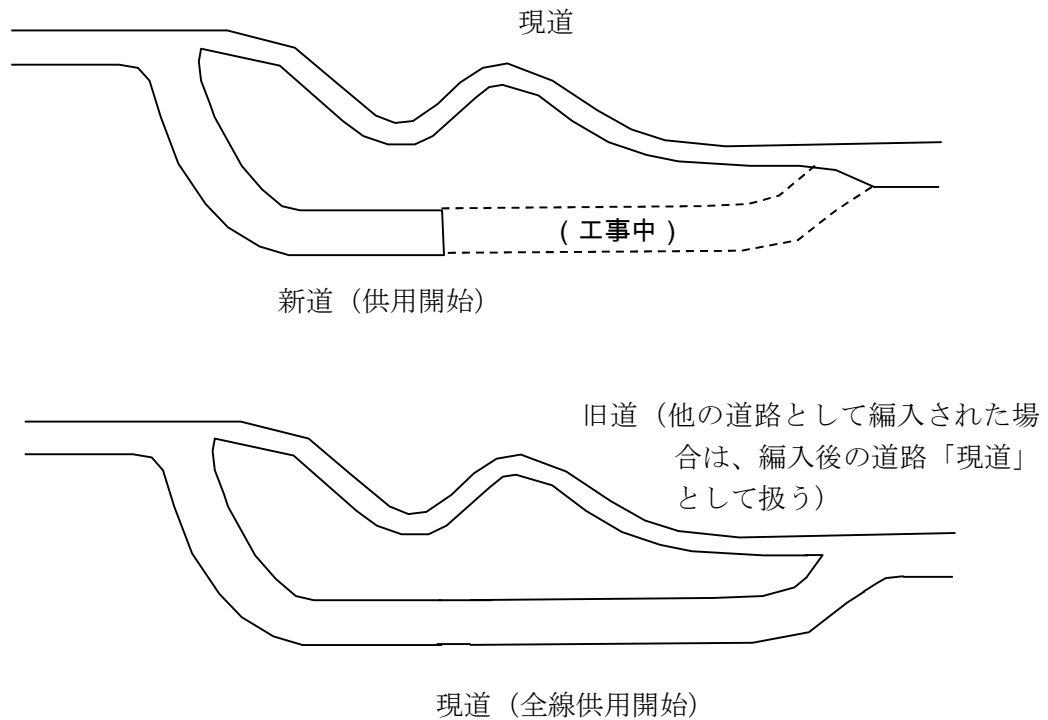 現道
（工事中）
新道（供用開始）
旧道（他の道路として編入された場
合は、編入後の道路「現道」
として扱う）
現道（全線供用開始）